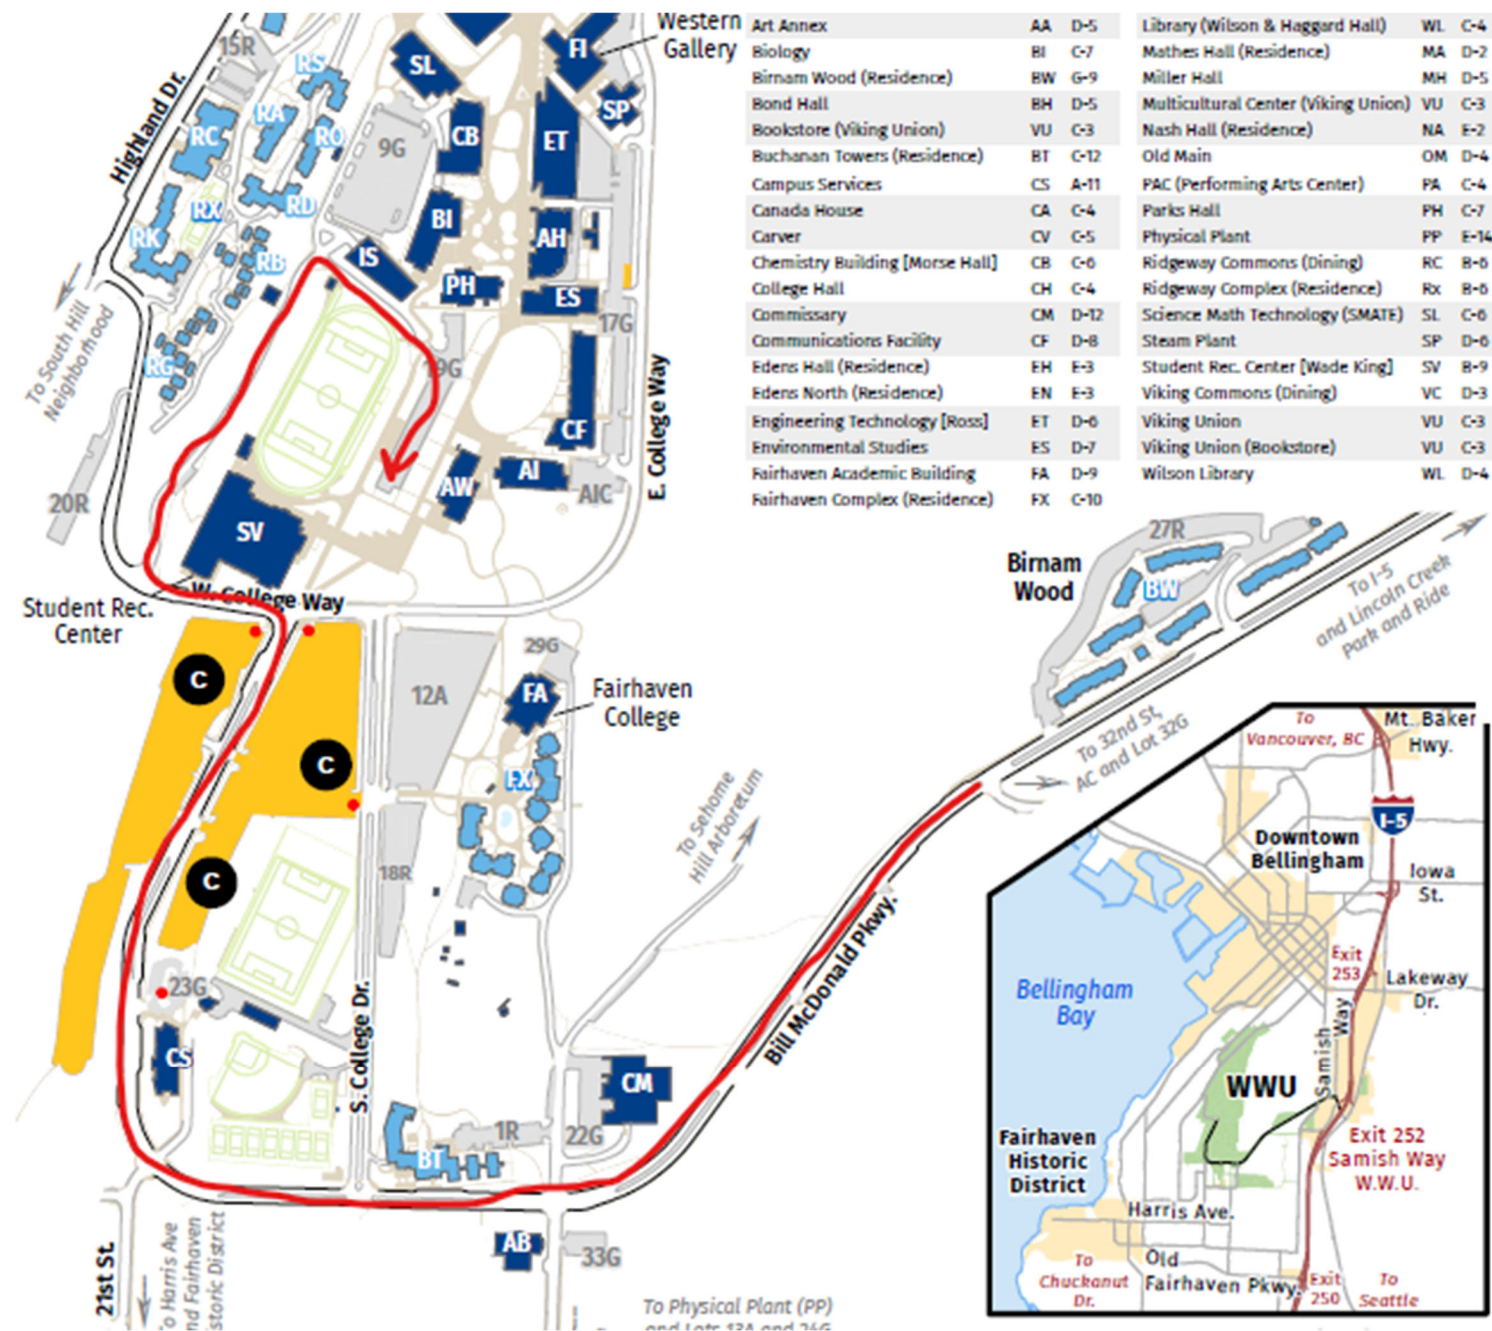 Western
Gallery
15R
RS
SL
FI
SP
RA
RC
RO
9G
CB
ET
Highland Dr.
RX
RD
BI
AH
RK
RB
IS
PH
ES
17G
To South Hill
Neighborhood
RG
19G
E. College Way
CF
AI
AW
AIC
20R
SV
W. College Way
Student Rec.
Center
C
C
C
12A
29G
FA
Fairhaven
College
FX
18R
To Sehome
Hill Arboretum
23G
CS
S. College Dr.
Bill McDonald Pkwy.
CM
1R
22G
BT
AB
33G
21st St.
To Harris Ave
nd Fairhaven
storic District
To Physical Plant (PP)
and Lots 13A and 24G
Art Annex AA D-5
Biology BI C-7
Birnam Wood (Residence) BW G-9
Bond Hall BH D-5
Bookstore (Viking Union) VU C-3
Buchanan Towers (Residence) BT C-12
Campus Services CS A-11
Canada House CA C-4
Carver CV C-5
Chemistry Building [Morse Hall] CB C-6
College Hall CH C-4
Commissary CM D-12
Communications Facility CF D-8
Edens Hall (Residence) EH E-3
Edens North (Residence) EN E-3
Engineering Technology [Ross] ET D-6
Environmental Studies ES D-7
Fairhaven Academic Building FA D-9
Fairhaven Complex (Residence) FX C-10
Library (Wilson & Haggard Hall) WL C-4
Mathes Hall (Residence) MA D-2
Miller Hall MH D-5
Multicultural Center (Viking Union) VU C-3
Nash Hall (Residence) NA E-2
Old Main OM D-4
PAC (Performing Arts Center) PA C-4
Parks Hall PH C-7
Physical Plant PP E-14
Ridgeway Commons (Dining) RC B-6
Ridgeway Complex (Residence) Rx B-6
Science Math Technology (SMATE) SL C-6
Steam Plant SP D-6
Student Rec. Center [Wade King] SV B-9
Viking Commons (Dining) VC D-3
Viking Union VU C-3
Viking Union (Bookstore) VU C-3
Wilson Library WL D-4
27R
Birnam
Wood
BW
To I-5
and Lincoln Creek
Park and Ride
To 32nd St,
AC and Lot 32G
To
Vancouver, BC
Mt. Baker
Hwy.
I-5
Downtown
Bellingham
Iowa
St.
Exit
253
Lakeway
Dr.
Bellingham
Bay
Samish Way
WWU
Fairhaven
Historic
District
Exit 252
Samish Way
W.W.U.
Harris Ave.
Old
Fairhaven Pkwy.
To
Chuckanut
Dr.
Exit
250
To
Seattle